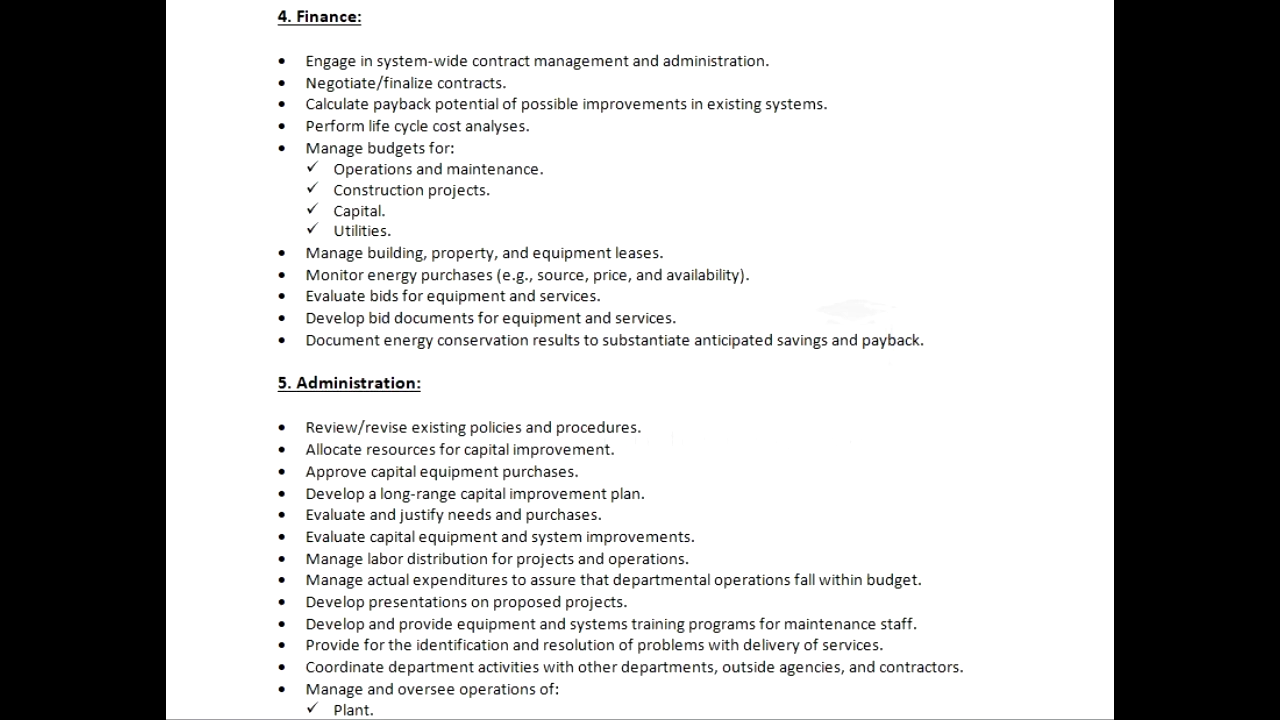 4. Finance:
• Engage in system-wide contract management and administration.
• Negotiate/finalize contracts.
• Calculate payback potential of possible improvements in existing systems.
• Perform life cycle cost analyses.
• Manage budgets for:
✓ Operations and maintenance.
✓ Construction projects.
✓ Capital.
✓ Utilities.
• Manage building, property, and equipment leases.
• Monitor energy purchases (e.g., source, price, and availability).
• Evaluate bids for equipment and services.
• Develop bid documents for equipment and services.
• Document energy conservation results to substantiate anticipated savings and payback.
5. Administration:
• Review/revise existing policies and procedures.
• Allocate resources for capital improvement.
• Approve capital equipment purchases.
• Develop a long-range capital improvement plan.
• Evaluate and justify needs and purchases.
• Evaluate capital equipment and system improvements.
• Manage labor distribution for projects and operations.
• Manage actual expenditures to assure that departmental operations fall within budget.
• Develop presentations on proposed projects.
• Develop and provide equipment and systems training programs for maintenance staff.
• Provide for the identification and resolution of problems with delivery of services.
• Coordinate department activities with other departments, outside agencies, and contractors.
• Manage and oversee operations of:
✓ Plant.